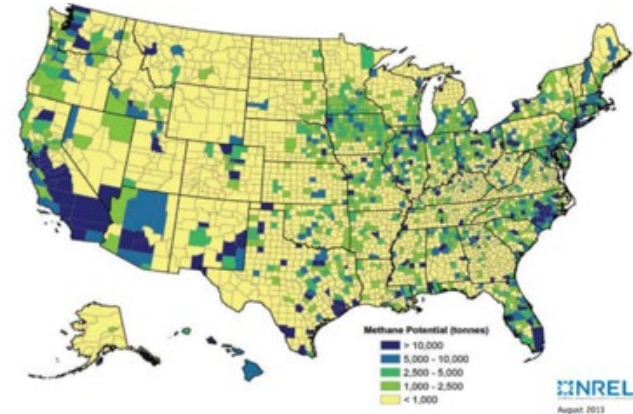 Methane Potential (tonnes)
> 10,000
5,000 - 10,000
2,500 - 5,000
1,000 - 2,500
< 1,000
NREL
August 2013